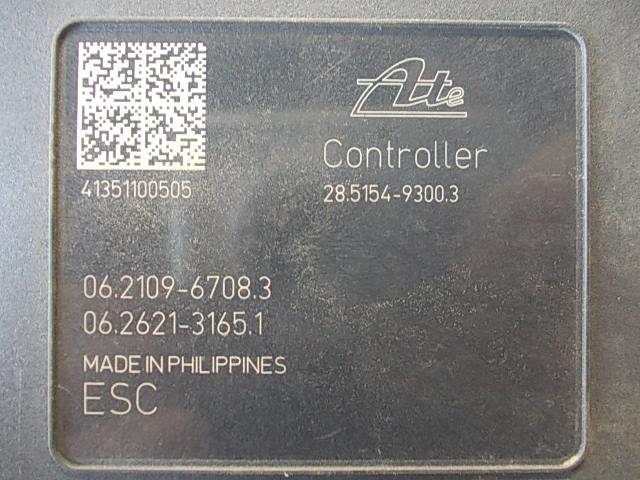 Ate
Controller
41351100505
28.5154-9300.3
06.2109-6708.3
06.2621-3165.1
MADE IN PHILIPPINES
ESC